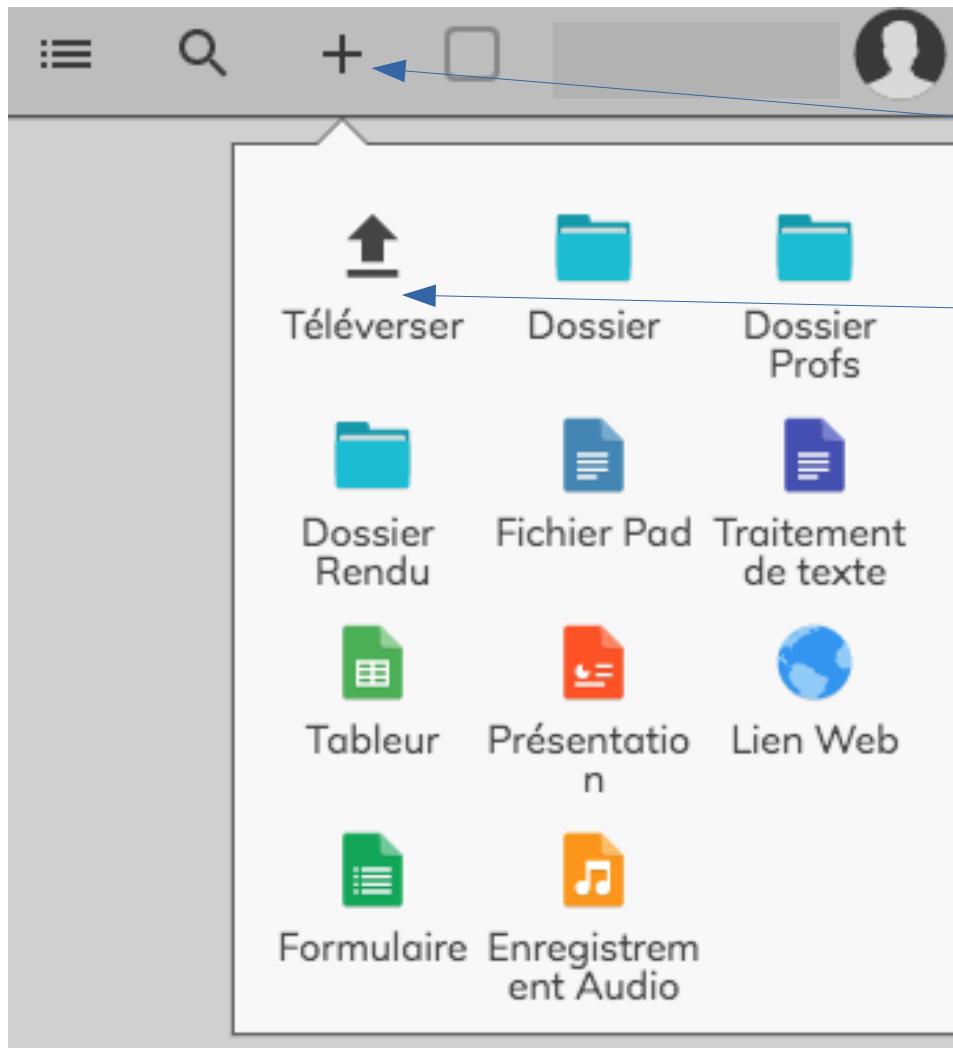 Téléverser Dossier Dossier
Profs
Dossier Fichier Pad Traitement
Rendu de texte
Tableur Présentatio Lien Web
n
Formulaire Enregistrem
ent Audio